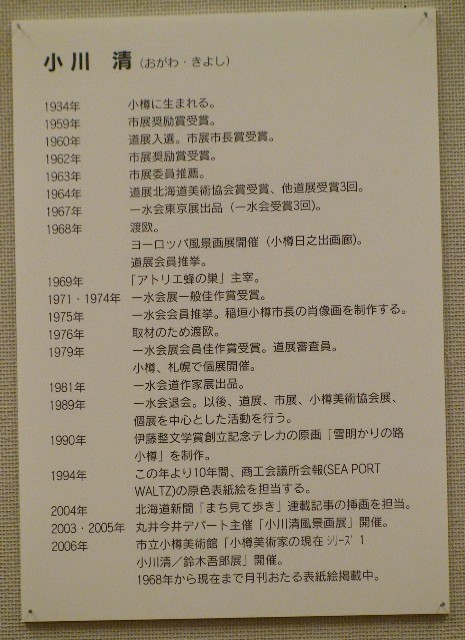 小川 清（おがわ・きよし）
1934年 小樽に生まれる。
1959年 市展奨励賞受賞。
1960年 道展入選。市展市長賞受賞。
1962年 市展奨励賞受賞。
1963年 市展委員推薦。
1964年 道展北海道美術協会賞受賞、他道展受賞3回。
1967年 一水会東京展出品（一水会受賞3回）。
1968年 渡欧。
ヨーロッパ風景画展開催（小樽日之出画廊）。
道展会員推挙。
1969年 「アトリエ蜂の巣」主宰。
1971・1974年 一水会展一般佳作賞受賞。
1975年 一水会会員推挙。稲垣小樽市長の肖像画を制作する。
1976年 取材のため渡欧。
1979年 一水会展会員佳作賞受賞。道展審査員。
小樽、札幌で個展開催。
1981年 一水会道作家展出品。
1989年 一水会退会。以後、道展、市展、小樽美術協会展、
個展を中心とした活動を行う。
1990年 伊藤整文学賞創立記念テレカの原画「雪明かりの路
小樽」を制作。
1994年 この年より10年間、商工会議所会報(SEA PORT
WALTZ)の原色表紙絵を担当する。
2004年 北海道新聞「まち見て歩き」連載記事の挿画を担当。
2003・2005年 丸井今井デパート主催「小川清風景画展」開催。
2006年 市立小樽美術館「小樽美術家の現在 ｼﾘｰｽﾞ 1
小川清／鈴木吾郎展」開催。
1968年から現在まで月刊おたる表紙絵掲載中。